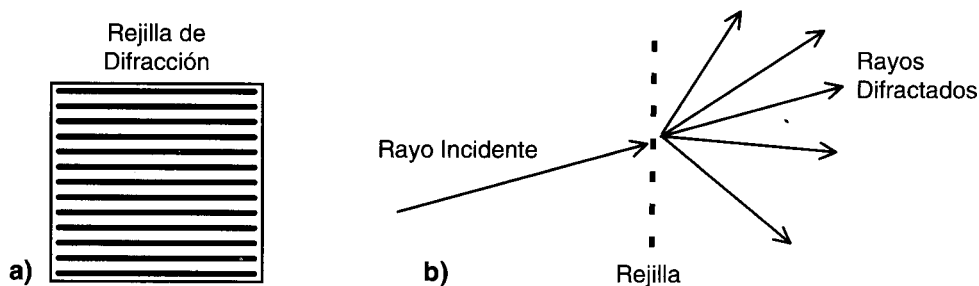 Rejilla de
Difracción
a)
Rayo Incidente
Rayos
Difractados
b)
Rejilla